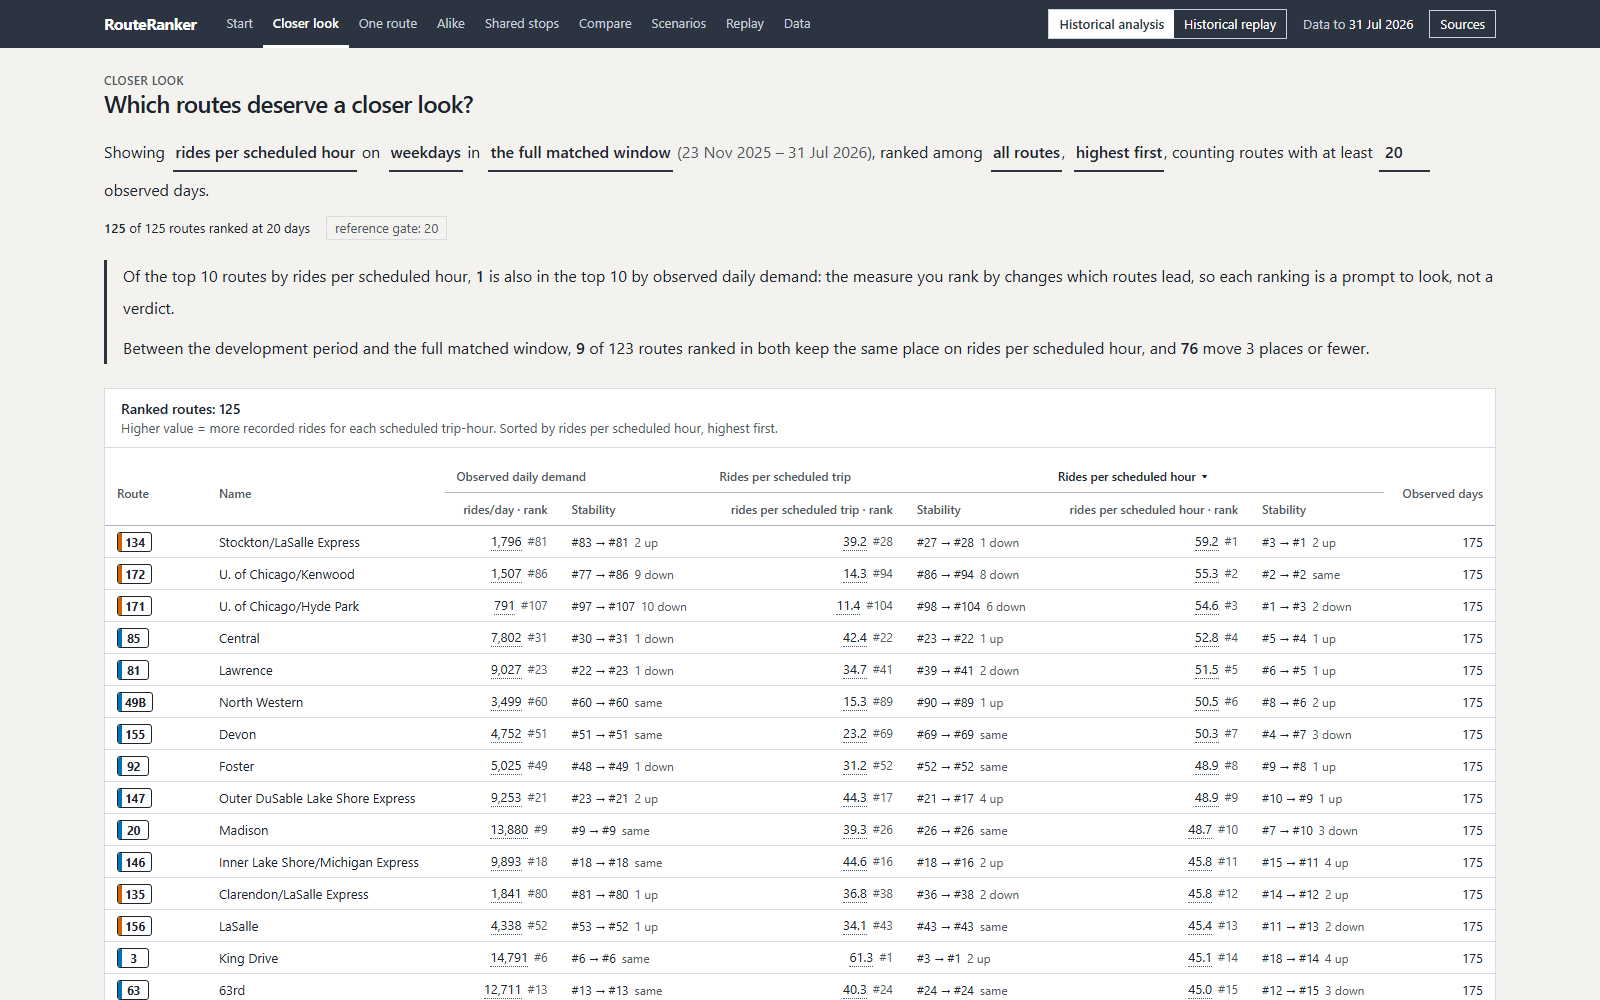 RouteRanker Start Closer look One route Alike Shared stops Compare Scenarios Replay Data Historical analysis Historical replay Data to 31 Jul 2026 Sources
CLOSER LOOK
Which routes deserve a closer look?
Showing rides per scheduled hour on weekdays in the full matched window (23 Nov 2025 – 31 Jul 2026), ranked among all routes, highest first, counting routes with at least 20
observed days.
125 of 125 routes ranked at 20 days reference gate: 20
Of the top 10 routes by rides per scheduled hour, 1 is also in the top 10 by observed daily demand: the measure you rank by changes which routes lead, so each ranking is a prompt to look, not a
verdict.
Between the development period and the full matched window, 9 of 123 routes ranked in both keep the same place on rides per scheduled hour, and 76 move 3 places or fewer.
Ranked routes: 125
Higher value = more recorded rides for each scheduled trip-hour. Sorted by rides per scheduled hour, highest first.
Observed daily demand Rides per scheduled trip Rides per scheduled hour ▾
Route Name Observed days
rides/day · rank Stability rides per scheduled trip · rank Stability rides per scheduled hour · rank Stability
134 Stockton/LaSalle Express 1,796 #81 #83 → #81 2 up 39.2 #28 #27 → #28 1 down 59.2 #1 #3 → #1 2 up 175
172 U. of Chicago/Kenwood 1,507 #86 #77 → #86 9 down 14.3 #94 #86 → #94 8 down 55.3 #2 #2 → #2 same 175
171 U. of Chicago/Hyde Park 791 #107 #97 → #107 10 down 11.4 #104 #98 → #104 6 down 54.6 #3 #1 → #3 2 down 175
85 Central 7,802 #31 #30 → #31 1 down 42.4 #22 #23 → #22 1 up 52.8 #4 #5 → #4 1 up 175
81 Lawrence 9,027 #23 #22 → #23 1 down 34.7 #41 #39 → #41 2 down 51.5 #5 #6 → #5 1 up 175
49B North Western 3,499 #60 #60 → #60 same 15.3 #89 #90 → #89 1 up 50.5 #6 #8 → #6 2 up 175
155 Devon 4,752 #51 #51 → #51 same 23.2 #69 #69 → #69 same 50.3 #7 #4 → #7 3 down 175
92 Foster 5,025 #49 #48 → #49 1 down 31.2 #52 #52 → #52 same 48.9 #8 #9 → #8 1 up 175
147 Outer DuSable Lake Shore Express 9,253 #21 #23 → #21 2 up 44.3 #17 #21 → #17 4 up 48.9 #9 #10 → #9 1 up 175
20 Madison 13,880 #9 #9 → #9 same 39.3 #26 #26 → #26 same 48.7 #10 #7 → #10 3 down 175
146 Inner Lake Shore/Michigan Express 9,893 #18 #18 → #18 same 44.6 #16 #18 → #16 2 up 45.8 #11 #15 → #11 4 up 175
135 Clarendon/LaSalle Express 1,841 #80 #81 → #80 1 up 36.8 #38 #36 → #38 2 down 45.8 #12 #14 → #12 2 up 175
156 LaSalle 4,338 #52 #53 → #52 1 up 34.1 #43 #43 → #43 same 45.4 #13 #11 → #13 2 down 175
3 King Drive 14,791 #6 #6 → #6 same 61.3 #1 #3 → #1 2 up 45.1 #14 #18 → #14 4 up 175
63 63rd 12,711 #13 #13 → #13 same 40.3 #24 #24 → #24 same 45.0 #15 #12 → #15 3 down 175